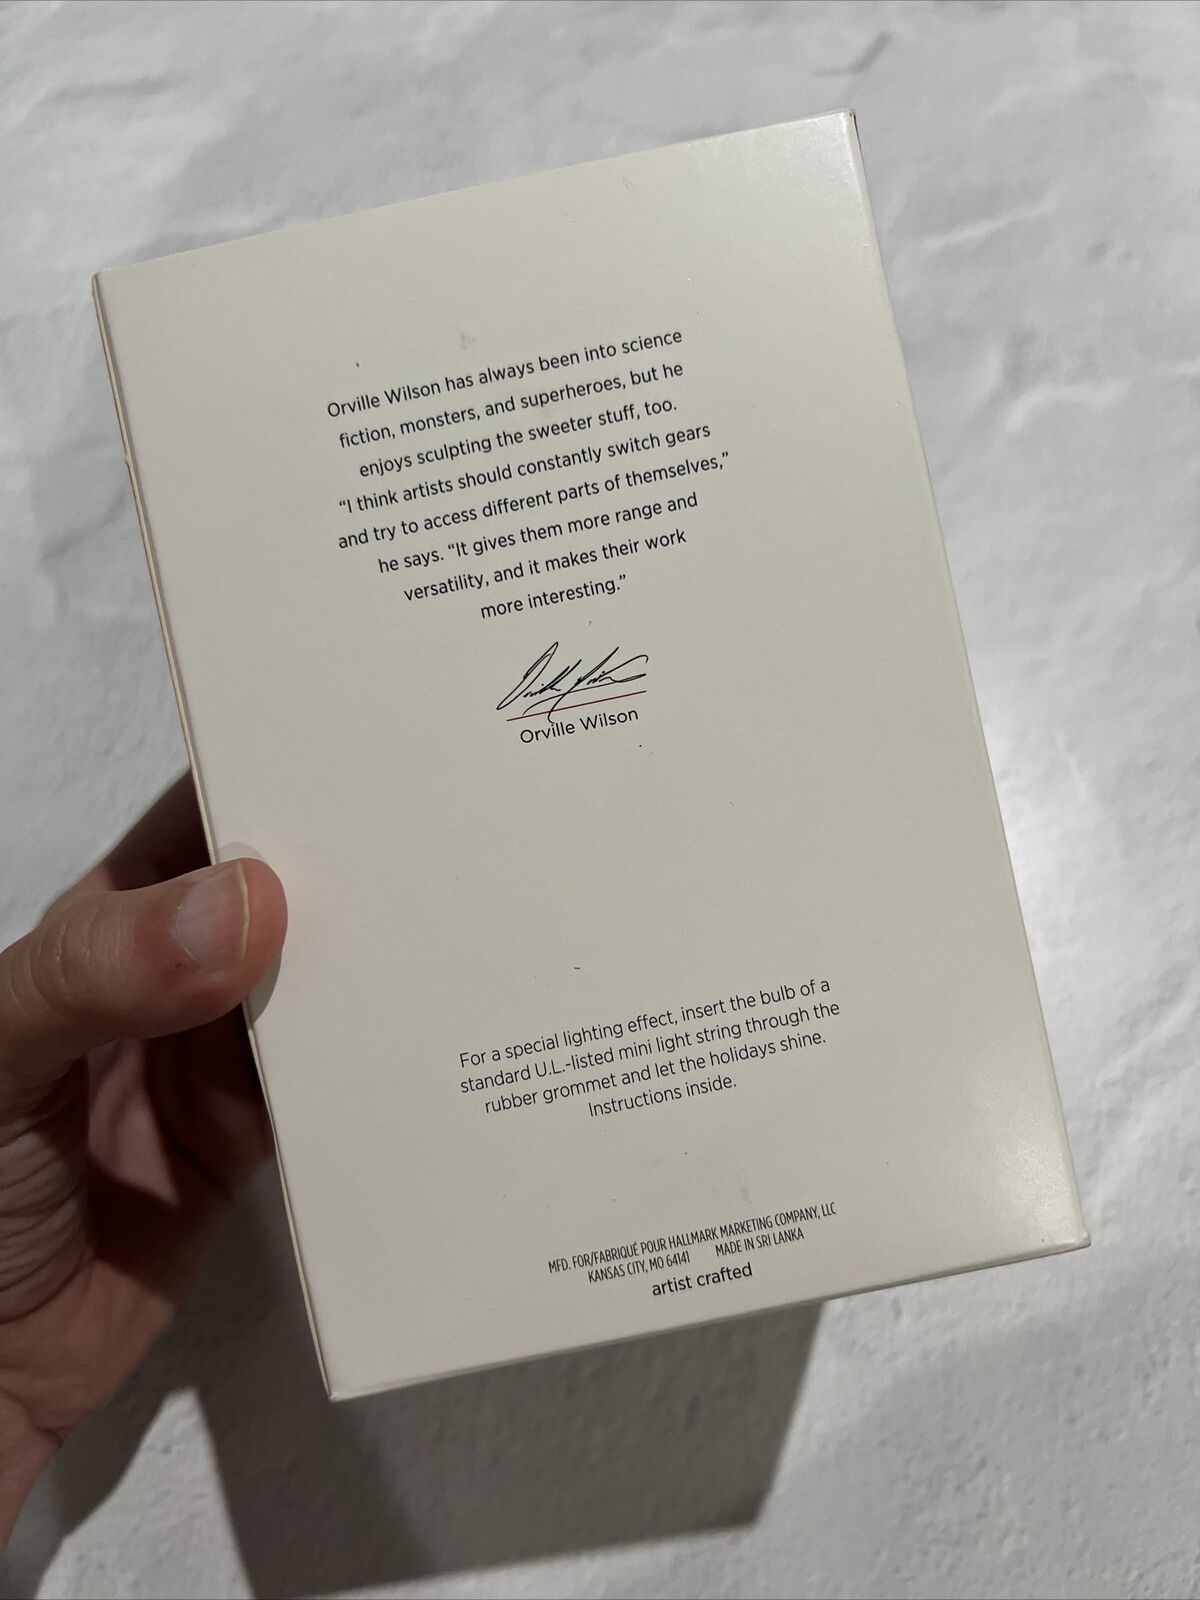 Orville Wilson has always been into science
fiction, monsters, and superheroes, but he
enjoys sculpting the sweeter stuff, too.
“I think artists should constantly switch gears
and try to access different parts of themselves,”
he says. “It gives them more range and
versatility, and it makes their work
more interesting.”
Orville Wilson
Orville Wilson
For a special lighting effect, insert the bulb of a
standard U.L.-listed mini light string through the
rubber grommet and let the holidays shine.
Instructions inside.
MFD. FOR/FABRIQUÉ POUR HALLMARK MARKETING COMPANY, LLC
KANSAS CITY, MO 64141 MADE IN SRI LANKA
artist crafted